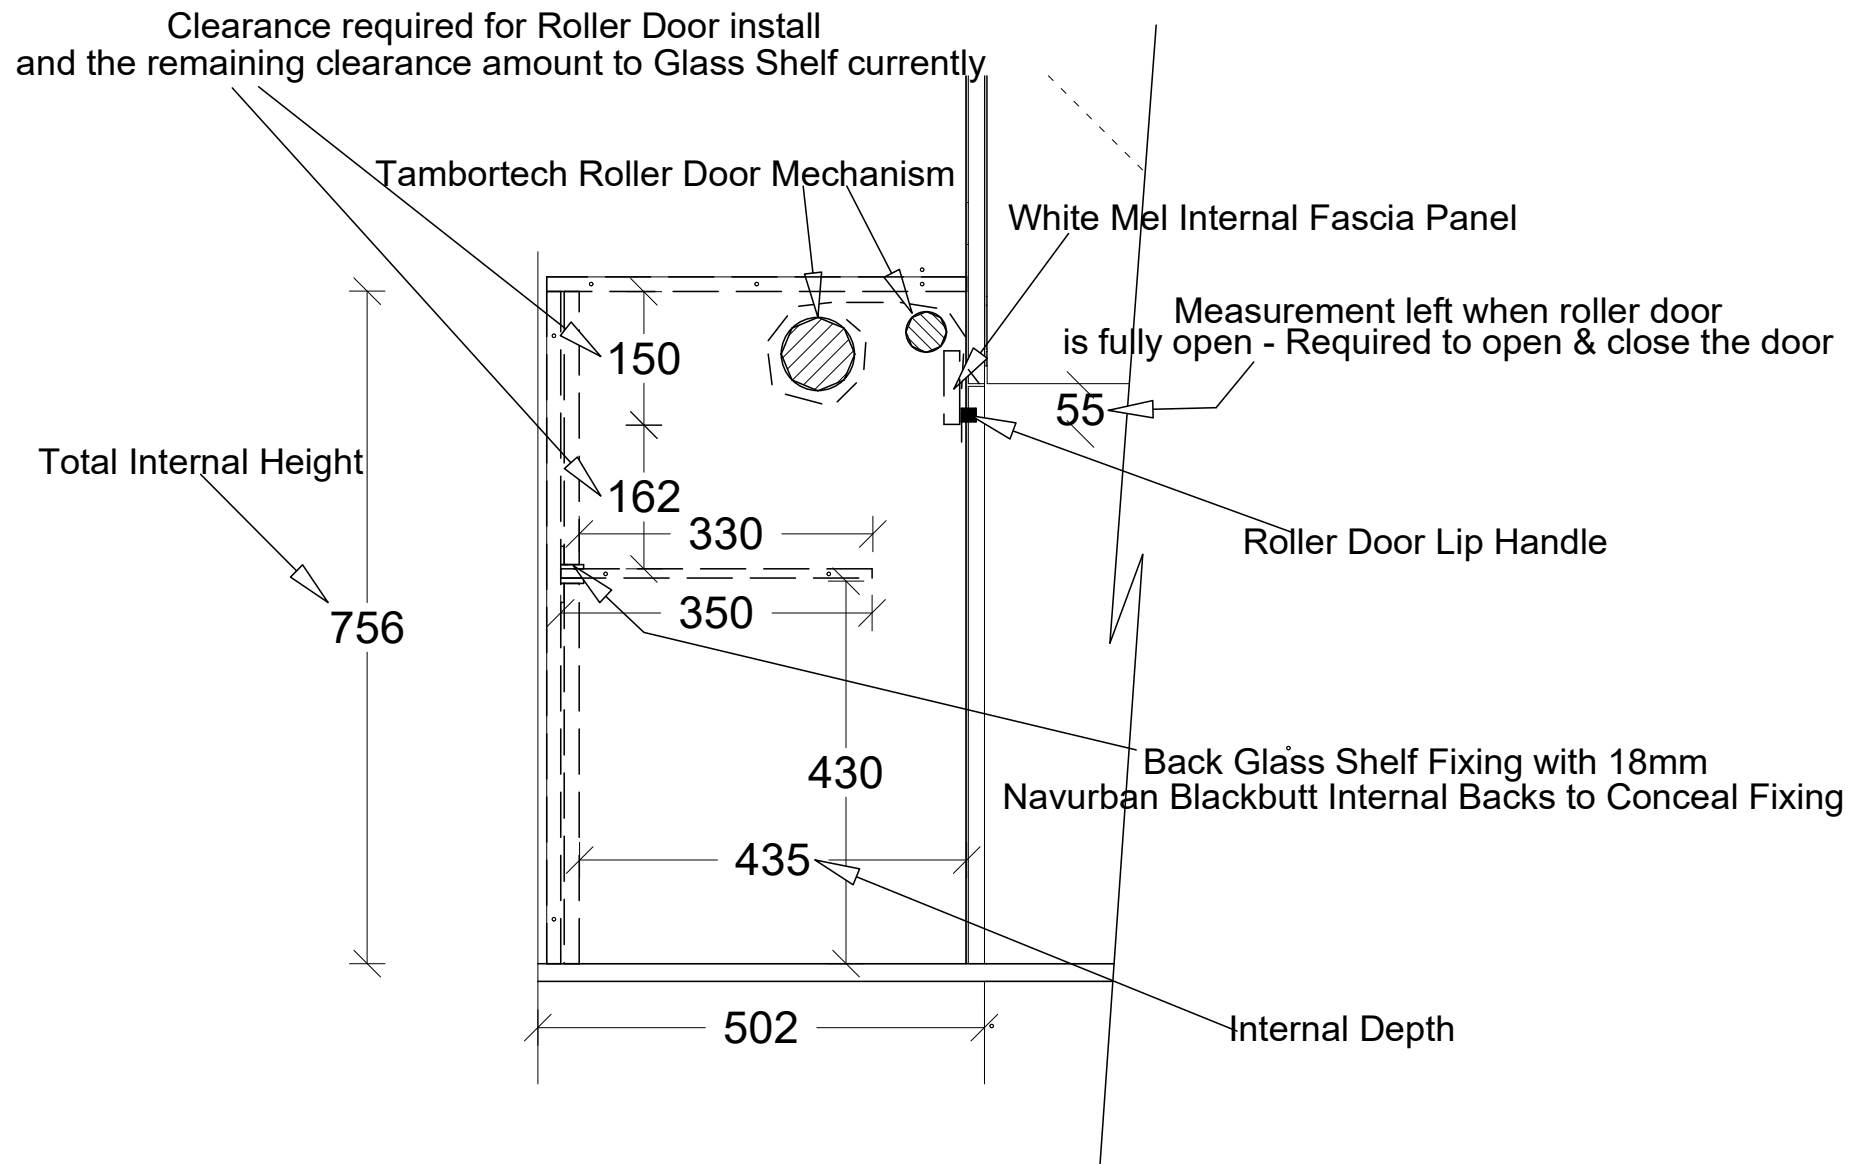 Clearance required for Roller Door install
and the remaining clearance amount to Glass Shelf currently
Tambortech Roller Door Mechanism
White Mel Internal Fascia Panel
Measurement left when roller door
is fully open - Required to open & close the door
150
55
Total Internal Height
162
330
Roller Door Lip Handle
350
756
430
Back Glass Shelf Fixing with 18mm
Navurban Blackbutt Internal Backs to Conceal Fixing
435
502
Internal Depth